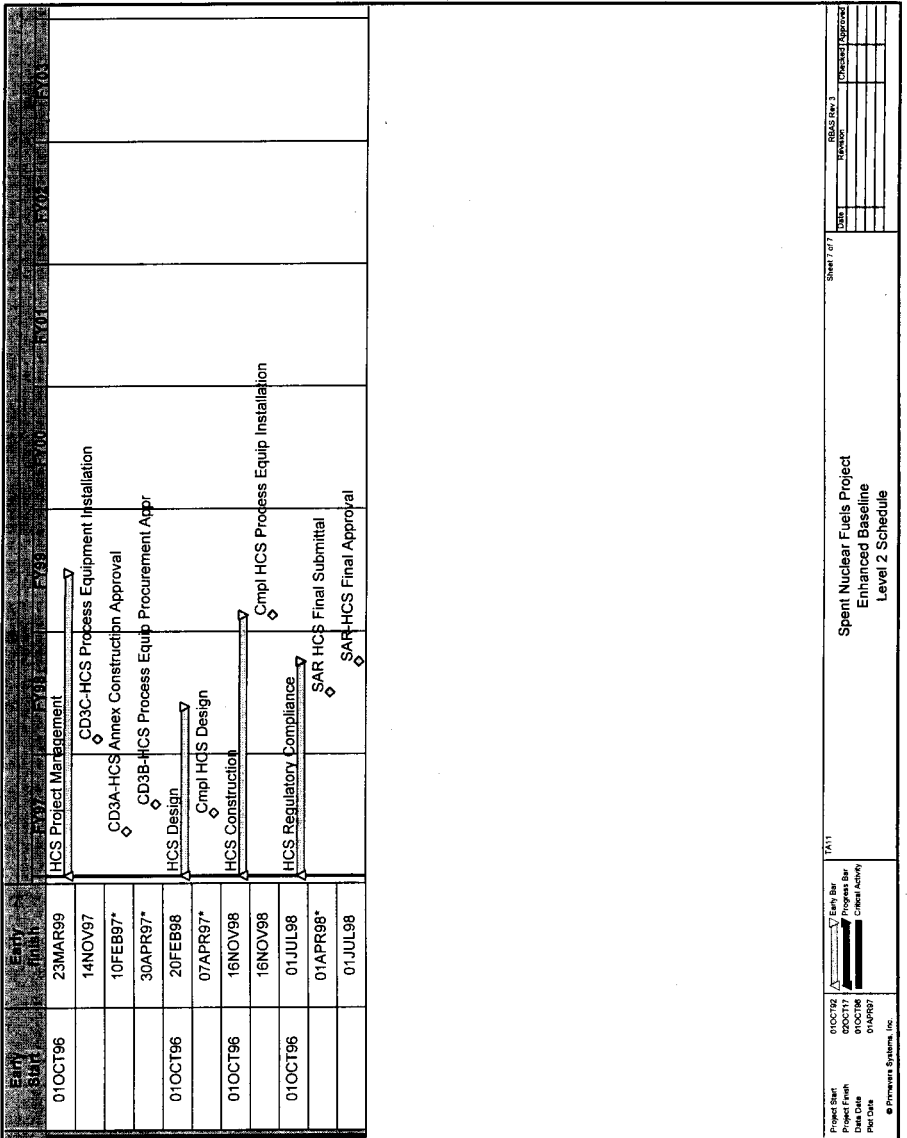 Early Start Early Finish FY97 FY98 FY99 FY00 FY01 FY02 FY03
01OCT96 23MAR99 HCS Project Management
14NOV97 CD3C-HCS Process Equipment Installation
10FEB97* CD3A-HCS Annex Construction Approval
30APR97* CD3B-HCS Process Equip Procurement Appr
01OCT96 20FEB98 HCS Design
07APR97* Cmpl HCS Design
01OCT96 16NOV98 HCS Construction
16NOV98 Cmpl HCS Process Equip Installation
01OCT96 01JUL98 HCS Regulatory Compliance
01APR98* SAR HCS Final Submittal
01JUL98 SAR-HCS Final Approval
Project Start 01OCT92
Project Finish 02OCT17
Data Date 01OCT96
Plot Date 01APR97
© Primavera Systems, Inc.
Early Bar
Progress Bar
Critical Activity
TA11
Spent Nuclear Fuels Project
Enhanced Baseline
Level 2 Schedule
Sheet 7 of 7
RBAS Rev 3
Date Revision Checked Approved